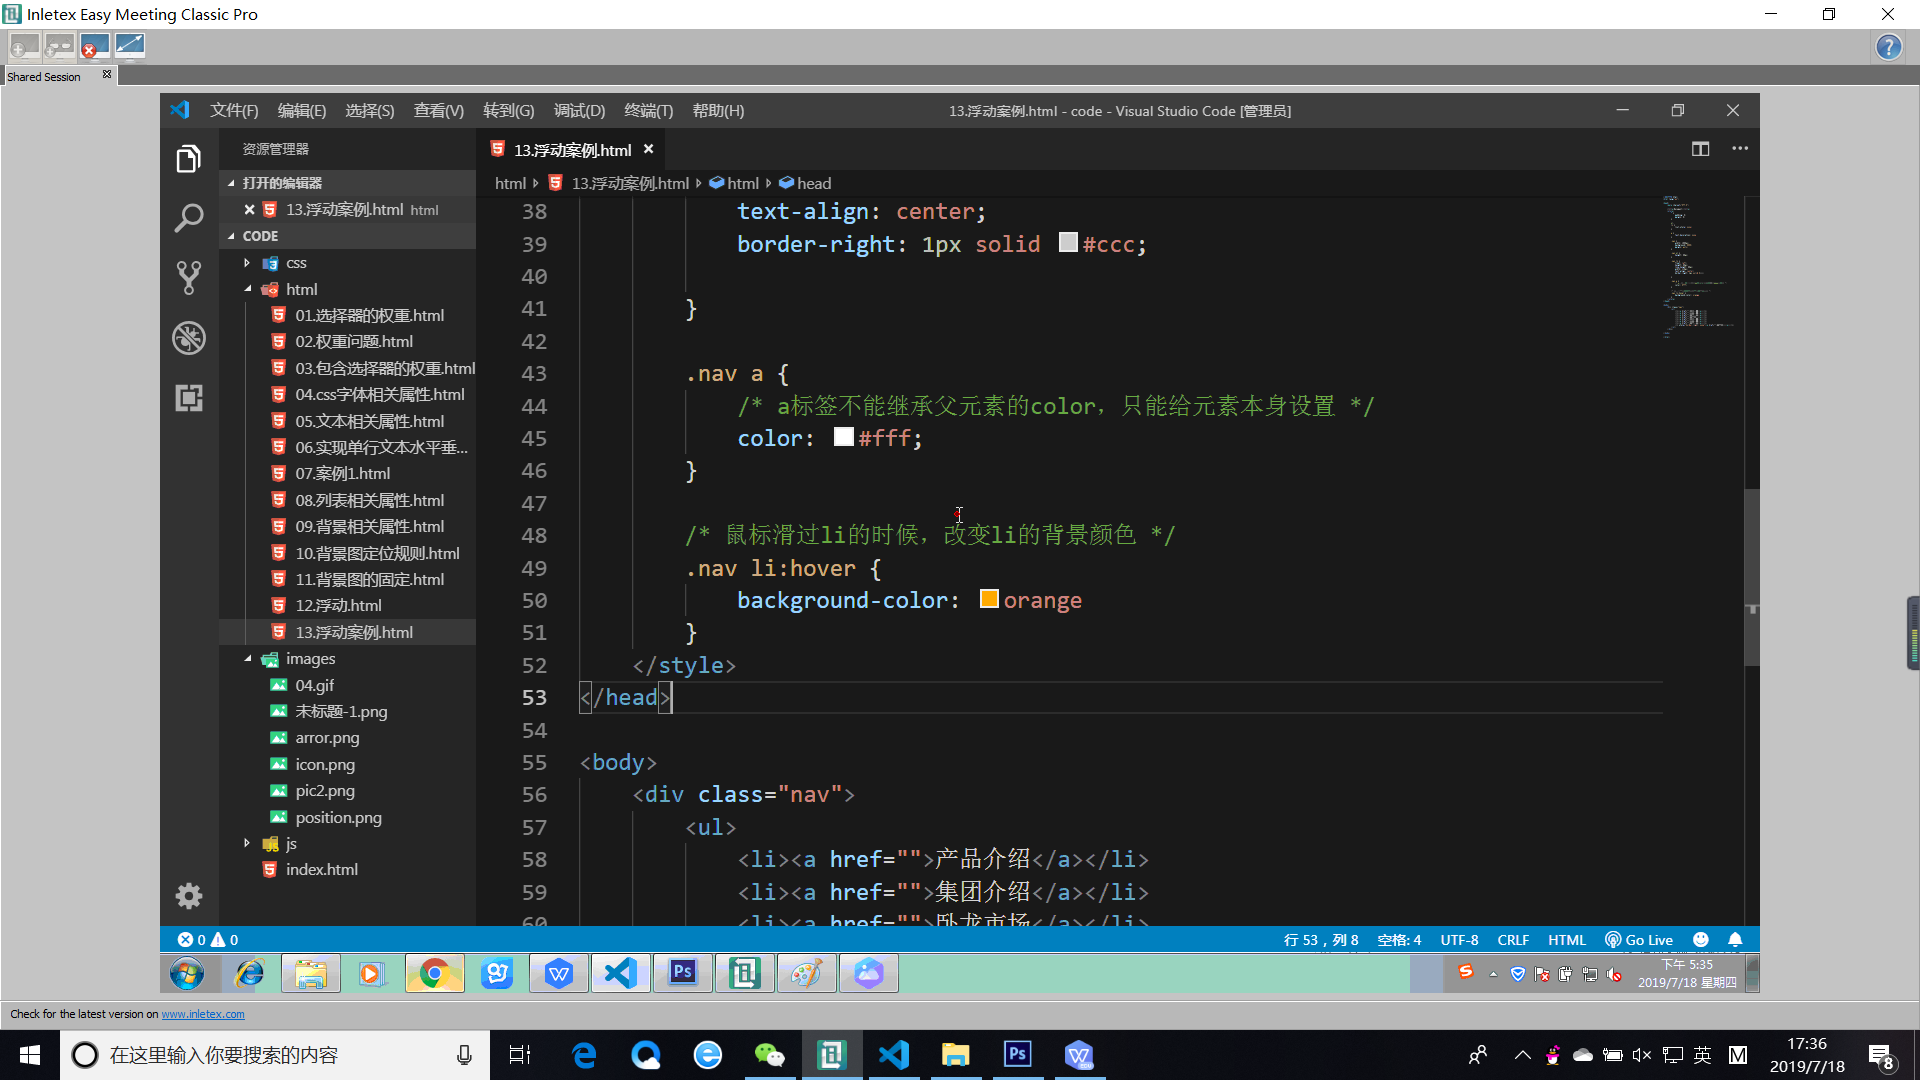 Inletex Easy Meeting Classic Pro
Shared Session
文件(F) 编辑(E) 选择(S) 查看(V) 转到(G) 调试(D) 终端(T) 帮助(H)
13.浮动案例.html - code - Visual Studio Code [管理员]
资源管理器
打开的编辑器
13.浮动案例.html html
CODE
css
html
01.选择器的权重.html
02.权重问题.html
03.包含选择器的权重.html
04.css字体相关属性.html
05.文本相关属性.html
06.实现单行文本水平垂...
07.案例1.html
08.列表相关属性.html
09.背景相关属性.html
10.背景图定位规则.html
11.背景图的固定.html
12.浮动.html
13.浮动案例.html
images
04.gif
未标题-1.png
arror.png
icon.png
pic2.png
position.png
js
index.html
13.浮动案例.html
html 13.浮动案例.html html head
38 text-align: center;
39 border-right: 1px solid #ccc;
40
41 }
42
43 .nav a {
44 /* a标签不能继承父元素的color，只能给元素本身设置 */
45 color: #fff;
46 }
47
48 /* 鼠标滑过li的时候，改变li的背景颜色 */
49 .nav li:hover {
50 background-color: orange
51 }
52 </style>
53 </head>
54
55 <body>
56 <div class="nav">
57 <ul>
58 <li><a href="">产品介绍</a></li>
59 <li><a href="">集团介绍</a></li>
60 <li><a href="">卧龙市场</a></li>
0 0
行 53，列 8 空格: 4 UTF-8 CRLF HTML Go Live
下午 5:35
2019/7/18 星期四
Check for the latest version on www.inletex.com
在这里输入你要搜索的内容
英
17:36
2019/7/18
8